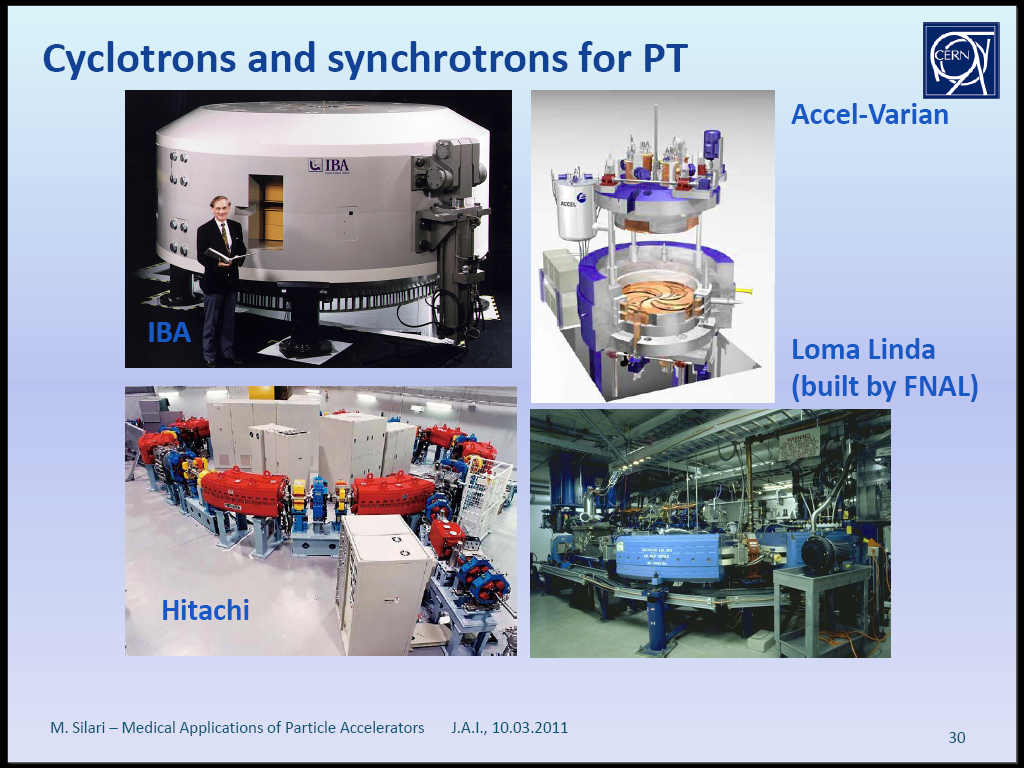 Cyclotrons and synchrotrons for PT
CERN
IBA
IBA
Accel-Varian
ACCEL
Hitachi
Loma Linda
(built by FNAL)
WARNING
M. Silari – Medical Applications of Particle Accelerators J.A.I., 10.03.2011
30